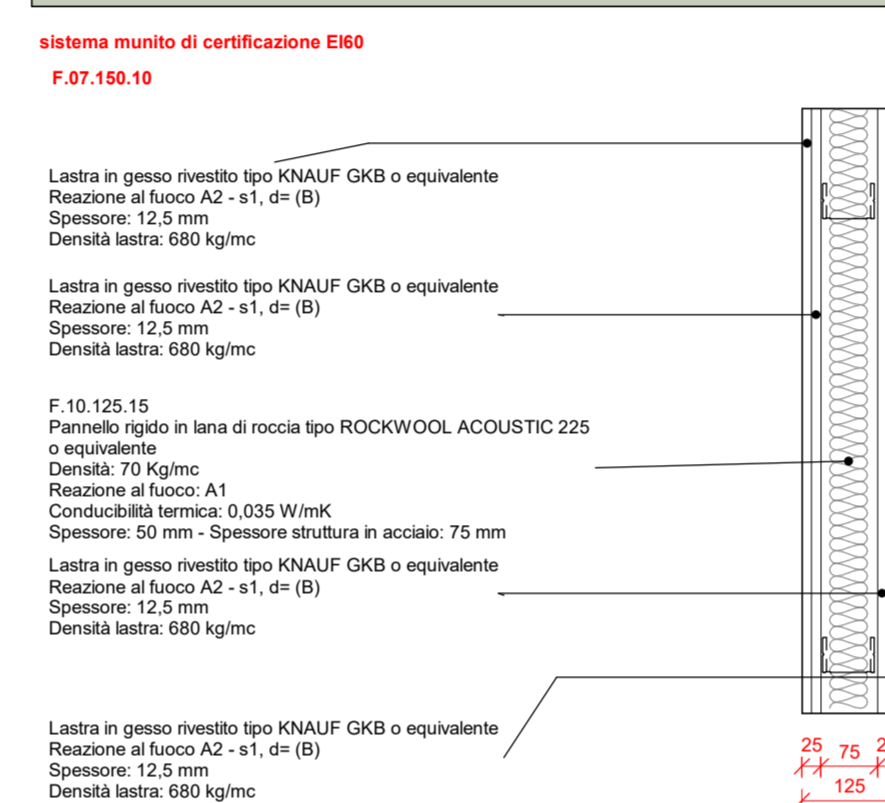 sistema munito di certificazione EI60
F.07.150.10
Lastra in gesso rivestito tipo KNAUF GKB o equivalente
Reazione al fuoco A2 - s1, d= (B)
Spessore: 12,5 mm
Densità lastra: 680 kg/mc
Lastra in gesso rivestito tipo KNAUF GKB o equivalente
Reazione al fuoco A2 - s1, d= (B)
Spessore: 12,5 mm
Densità lastra: 680 kg/mc
F.10.125.15
Pannello rigido in lana di roccia tipo ROCKWOOL ACOUSTIC 225
o equivalente
Densità: 70 Kg/mc
Reazione al fuoco: A1
Conducibilità termica: 0,035 W/mK
Spessore: 50 mm - Spessore struttura in acciaio: 75 mm
Lastra in gesso rivestito tipo KNAUF GKB o equivalente
Reazione al fuoco A2 - s1, d= (B)
Spessore: 12,5 mm
Densità lastra: 680 kg/mc
Lastra in gesso rivestito tipo KNAUF GKB o equivalente
Reazione al fuoco A2 - s1, d= (B)
Spessore: 12,5 mm
Densità lastra: 680 kg/mc
25 75
125